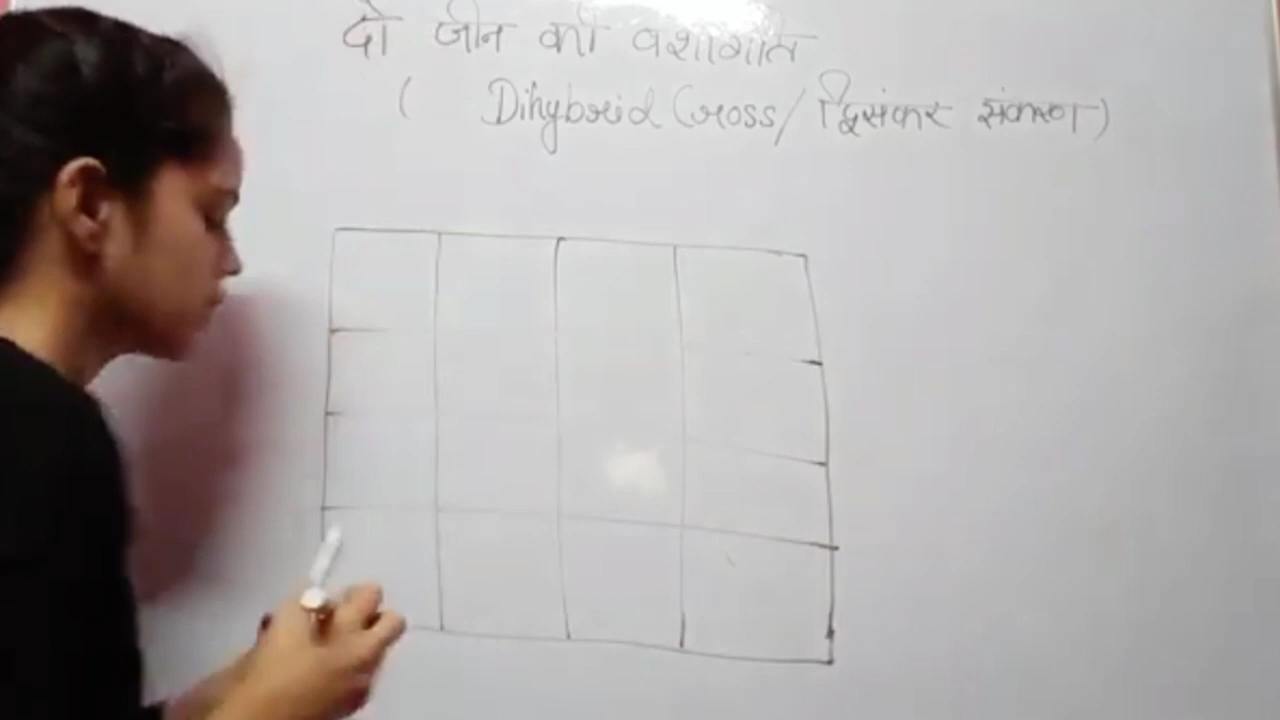 दो जीन की वंशागति
( Dihybrid Cross/ द्विसंकर संकरण)